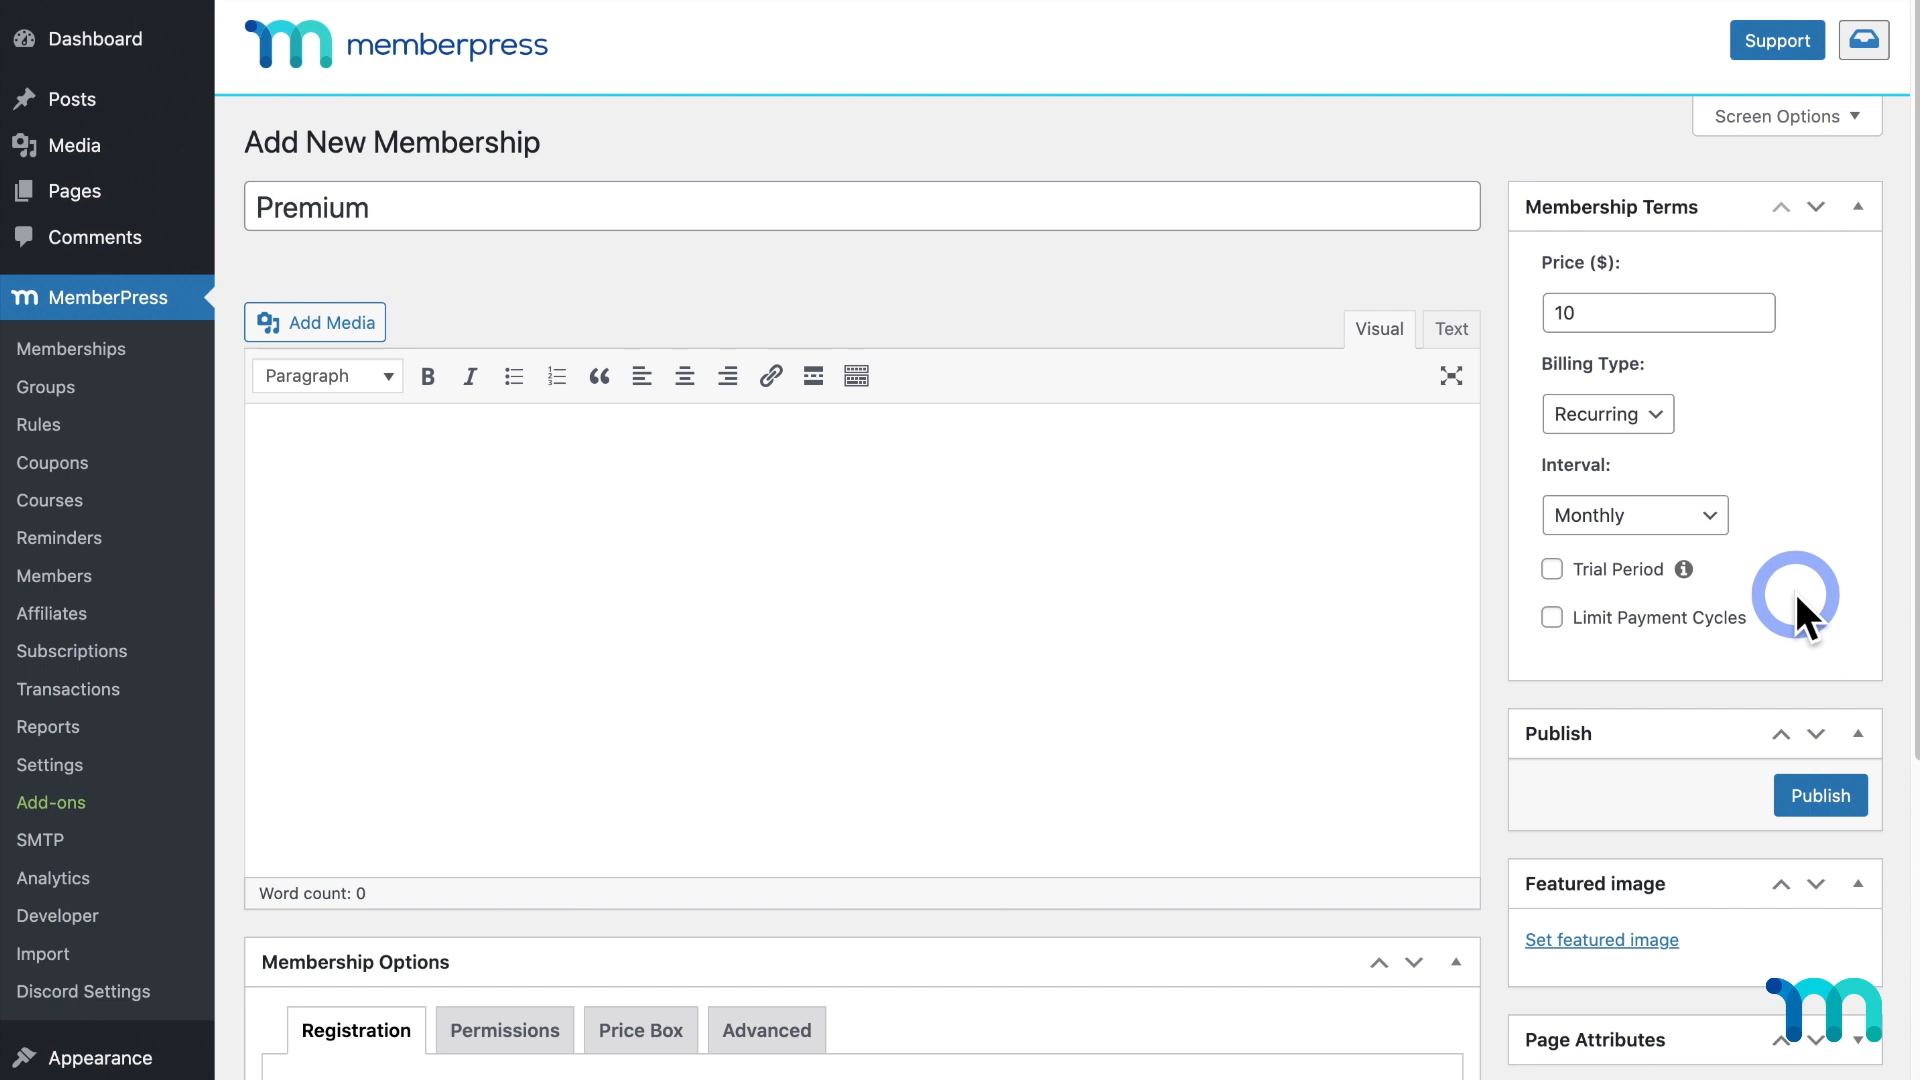 Dashboard
Posts
Media
Pages
Comments
MemberPress
Memberships
Groups
Rules
Coupons
Courses
Reminders
Members
Affiliates
Subscriptions
Transactions
Reports
Settings
Add-ons
SMTP
Analytics
Developer
Import
Discord Settings
Appearance
memberpress
Support
Screen Options
Add New Membership
Premium
Add Media
Visual
Text
Paragraph
Word count: 0
Membership Options
Registration
Permissions
Price Box
Advanced
Membership Terms
Price ($):
10
Billing Type:
Recurring
Interval:
Monthly
Trial Period
Limit Payment Cycles
Publish
Publish
Featured image
Set featured image
Page Attributes